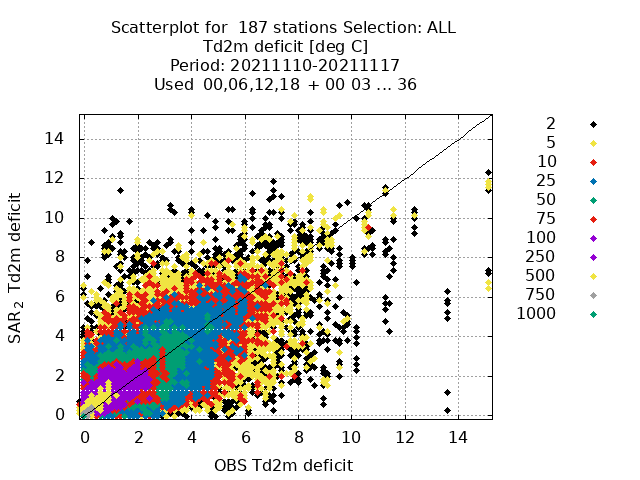 Scatterplot for 187 stations Selection: ALL
Td2m deficit [deg C]
Period: 20211110-20211117
Used 00,06,12,18 + 00 03 ... 36
2
5
10
25
50
75
100
250
500
750
1000
14
12
10
8
6
4
2
0
SAR2 Td2m deficit
0 2 4 6 8 10 12 14
OBS Td2m deficit